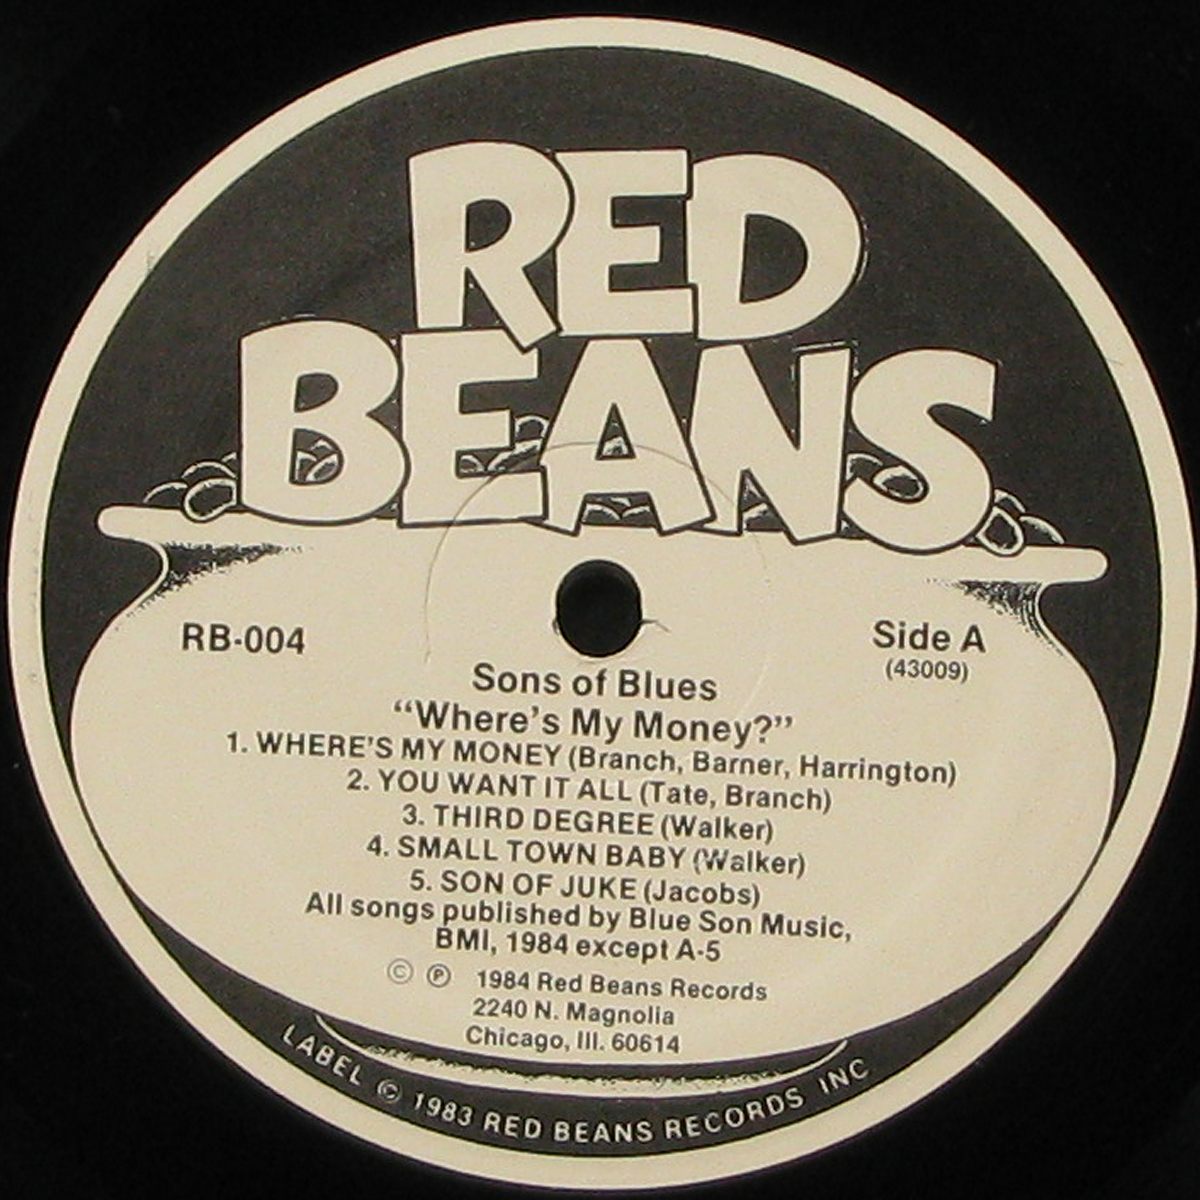 RED
BEANS
RB-004
Side A
(43009)
Sons of Blues
“Where's My Money?”
1. WHERE'S MY MONEY (Branch, Barner, Harrington)
2. YOU WANT IT ALL (Tate, Branch)
3. THIRD DEGREE (Walker)
4. SMALL TOWN BABY (Walker)
5. SON OF JUKE (Jacobs)
All songs published by Blue Son Music,
BMI, 1984 except A-5
© ℗ 1984 Red Beans Records
2240 N. Magnolia
Chicago, Ill. 60614
LABEL © 1983 RED BEANS RECORDS INC